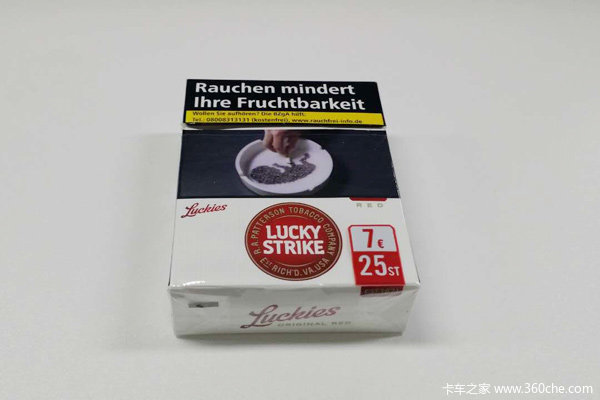 Rauchen mindert
Ihre Fruchtbarkeit
Wollen Sie aufhören? Die BZgA hilft:
Tel.: 08008313131 (kostenfrei), www.rauchfrei-info.de
Luckies
RED
R.A. PATTERSON TOBACCO COMPANY
LUCKY
STRIKE
EST RICH'D. VA. USA
7€
25ST
Luckies
ORIGINAL RED
卡车之家 www.360che.com